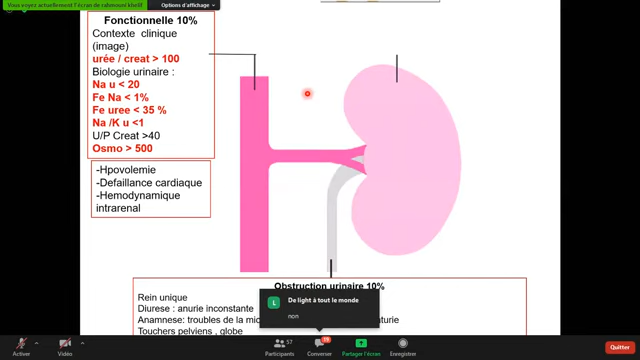 Vous voyez actuellement l'écran de rahmouni khelil
Options d'affichage
Fonctionnelle 10%
Contexte clinique
(image)
urée / creat > 100
Biologie urinaire :
Na u < 20
Fe Na < 1%
Fe uree < 35 %
Na /K u <1
U/P Creat >40
Osmo > 500
-Hpovolemie
-Defaillance cardiaque
-Hemodynamique
intrarenal
Obstruction urinaire 10%
Rein unique
Diurese : anurie inconstante
Anamnese: troubles de la mic
aturie
Touchers pelviens , globe
De light à tout le monde
L
non
Activer
Vidéo
57
Participants
Converser
Partager l'écran
Enregistrer
Quitter